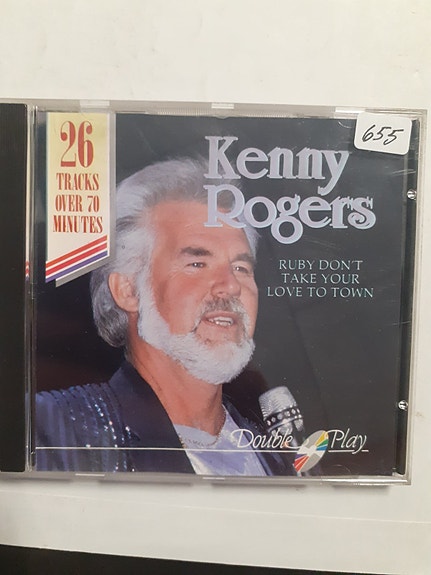 26
TRACKS
OVER 70
MINUTES
655
Kenny
Rogers
RUBY DON'T
TAKE YOUR
LOVE TO TOWN
Double Play